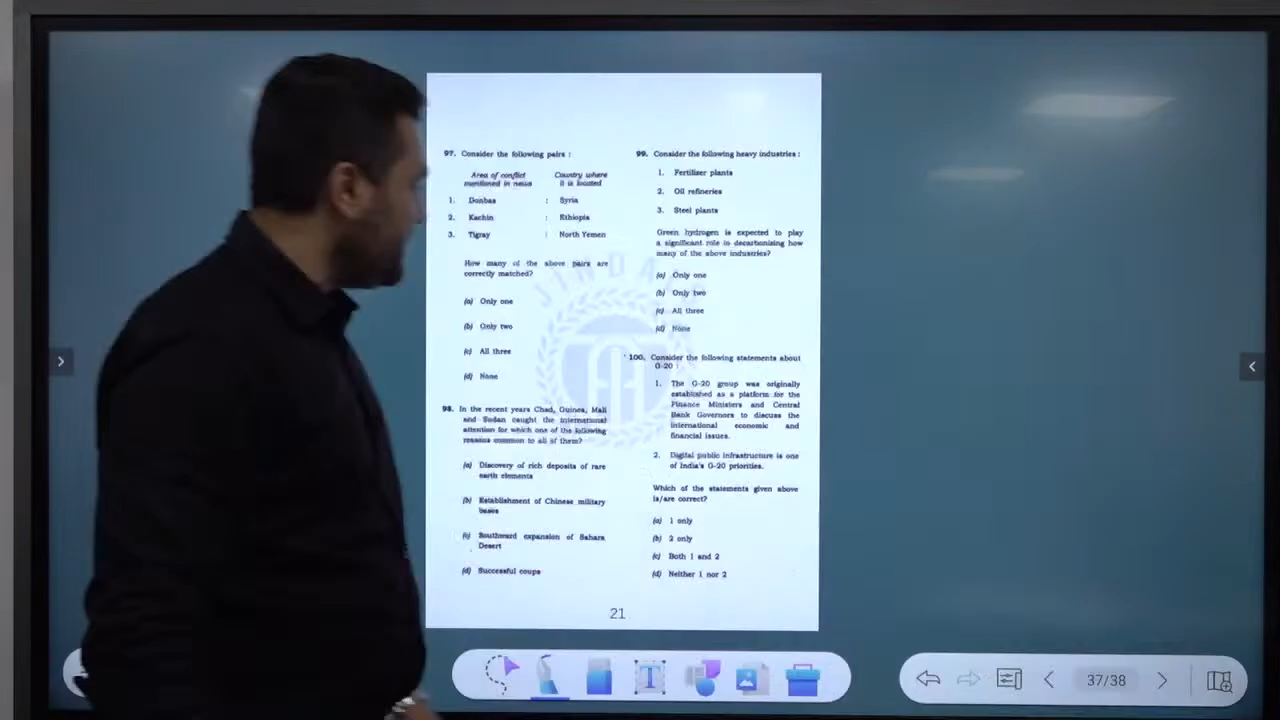 97. Consider the following pairs :
Area of conflict mentioned in news
Country where it is located
1. Donbas : Syria
2. Kachin : Ethiopia
3. Tigray : North Yemen
How many of the above pairs are
correctly matched?
(a) Only one
(b) Only two
(c) All three
(d) None
98. In the recent years Chad, Guinea, Mali
and Sudan caught the international
attention for which one of the following
reasons common to all of them?
(a) Discovery of rich deposits of rare
earth elements
(b) Establishment of Chinese military
bases
(c) Southward expansion of Sahara
Desert
(d) Successful coups
99. Consider the following heavy industries :
1. Fertilizer plants
2. Oil refineries
3. Steel plants
Green hydrogen is expected to play
a significant role in decarbonizing how
many of the above industries?
(a) Only one
(b) Only two
(c) All three
(d) None
100. Consider the following statements about
G-20 :
1. The G-20 group was originally
established as a platform for the
Finance Ministers and Central
Bank Governors to discuss the
international economic and
financial issues.
2. Digital public infrastructure is one
of India's G-20 priorities.
Which of the statements given above
is/are correct?
(a) 1 only
(b) 2 only
(c) Both 1 and 2
(d) Neither 1 nor 2
21
T
37/38